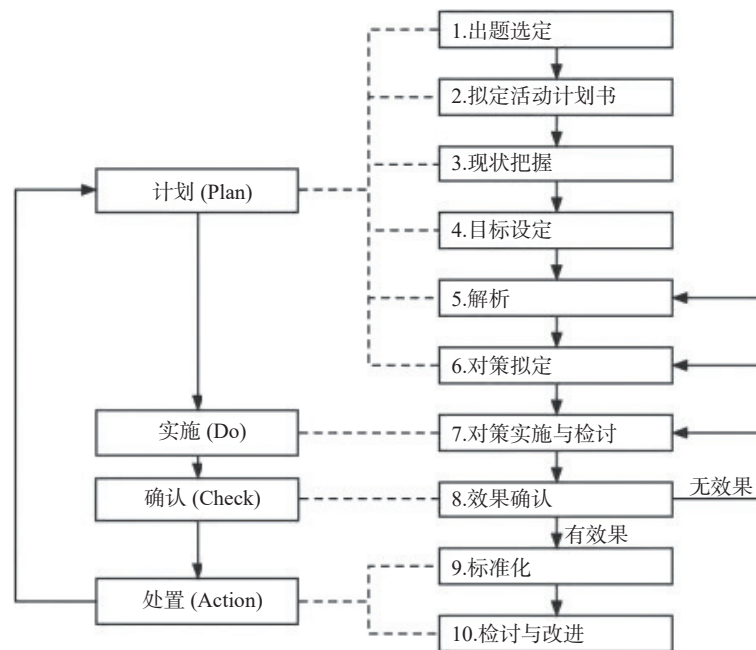 1.出题选定
2.拟定活动计划书
3.现状把握
计划 (Plan)
4.目标设定
5.解析
6.对策拟定
实施 (Do)
7.对策实施与检讨
确认 (Check)
8.效果确认
无效果
有效果
9.标准化
处置 (Action)
10.检讨与改进